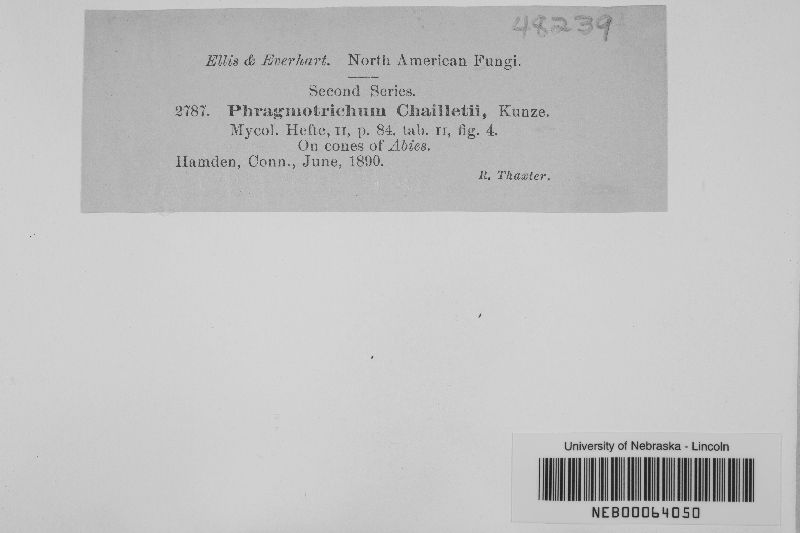 48239
Ellis & Everhart. North American Fungi.
Second Series.
2787. Phragmotrichum Chailletii, Kunze.
Mycol. Hefte, II, p. 84. tab. II, fig. 4.
On cones of Abies.
Hamden, Conn., June, 1890.
R. Thaxter.
University of Nebraska - Lincoln
NEB00064050